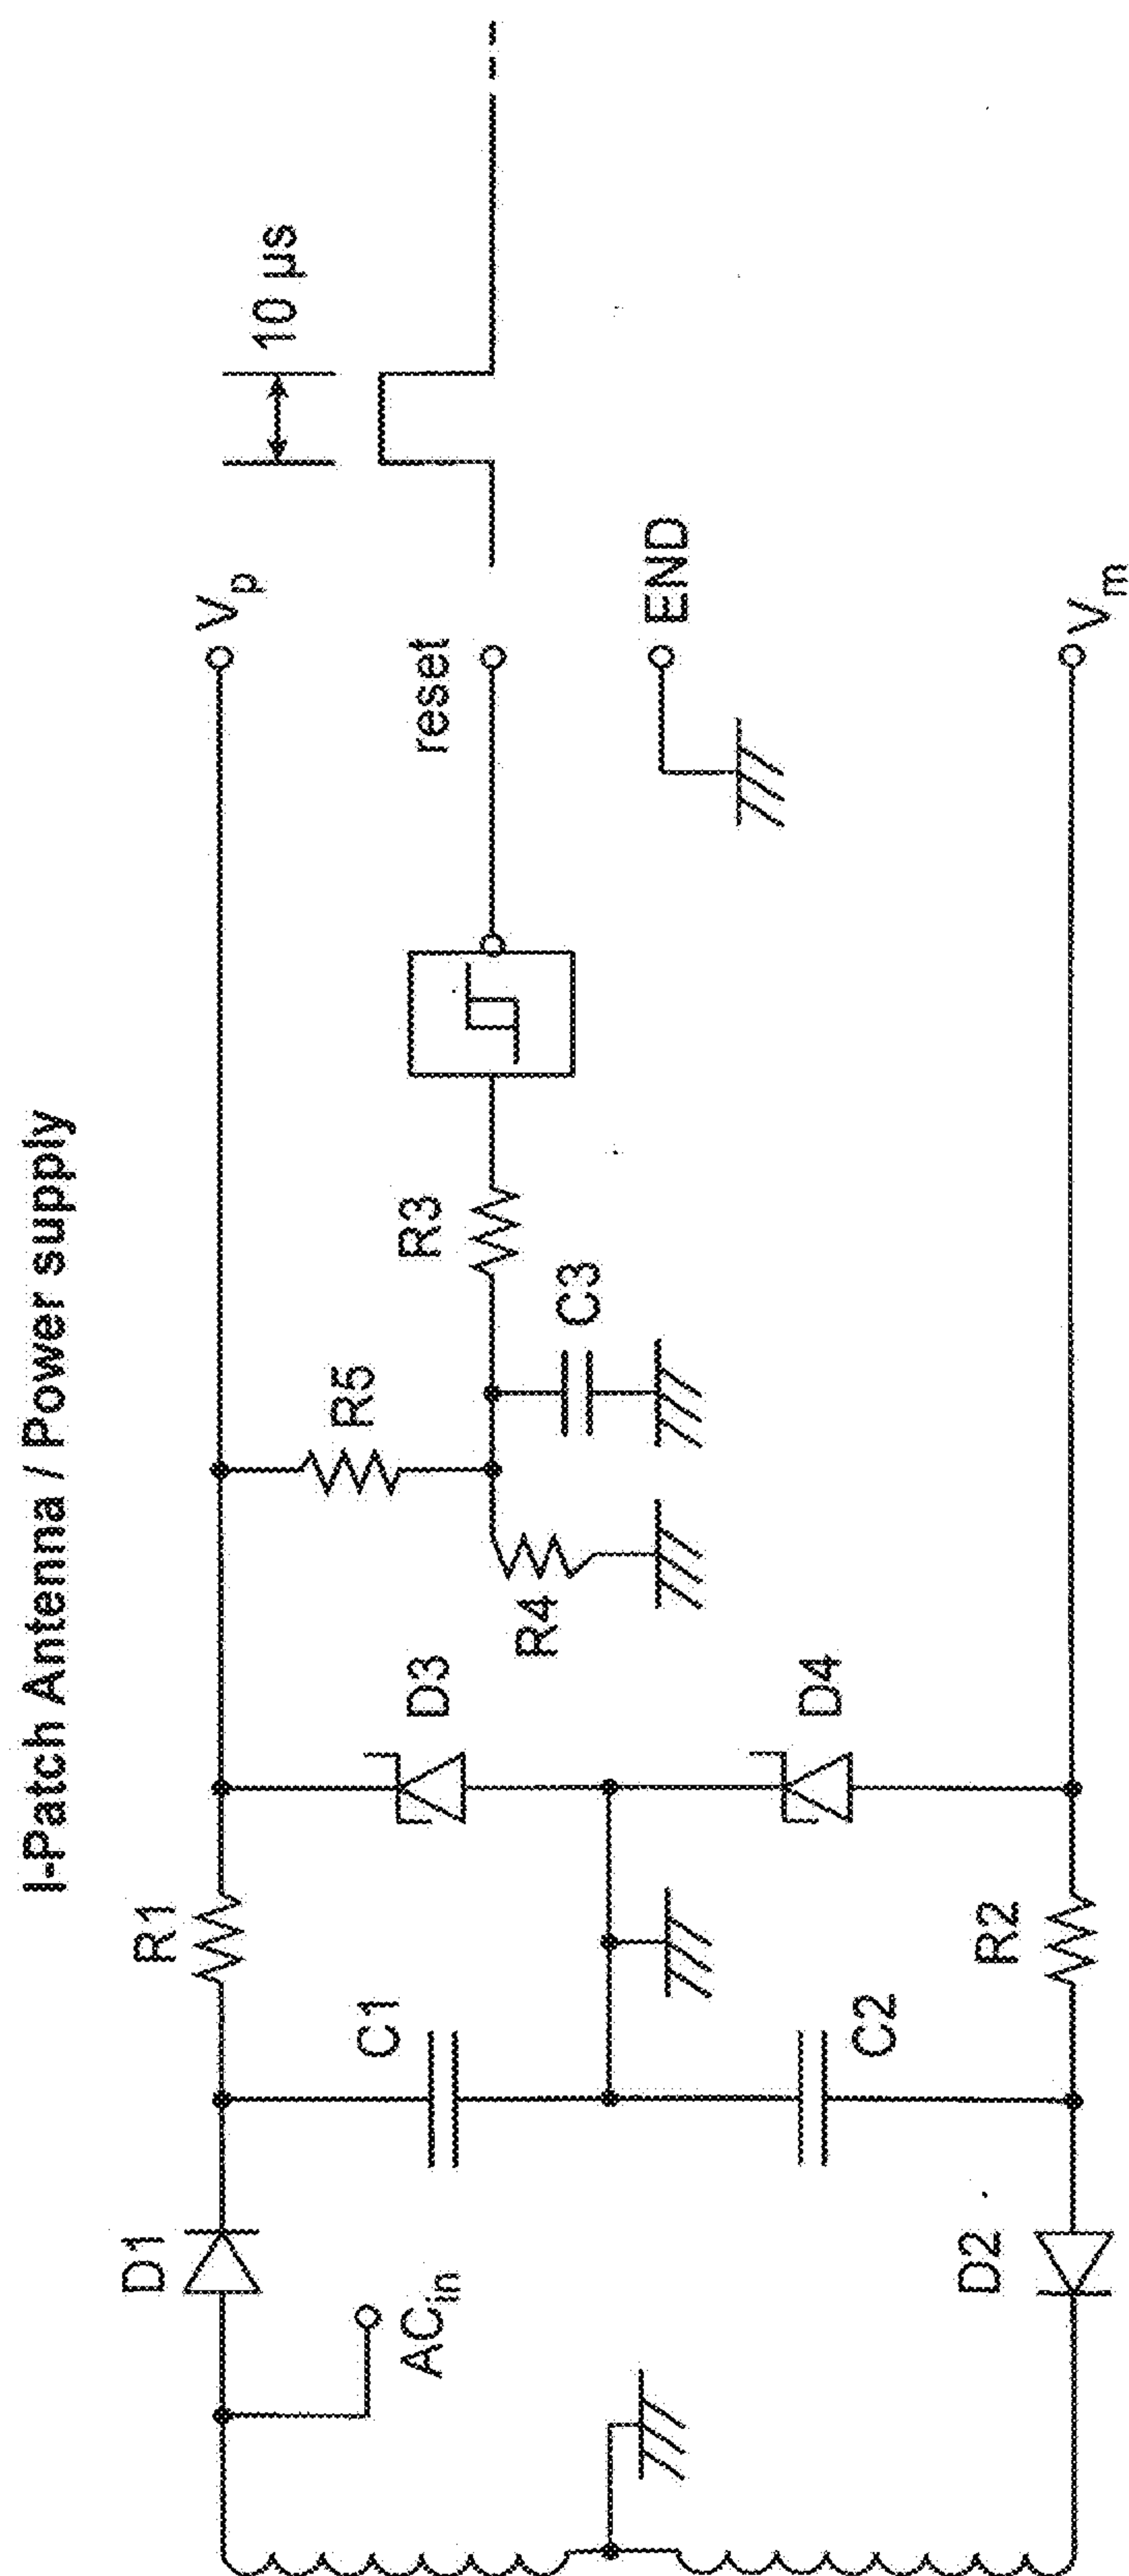 I-Patch Antenna / Power supply
D1
R1
Vp
10 µs
C1
D3
R5
ACin
R3
reset
R4
C3
END
D4
C2
D2
R2
Vm